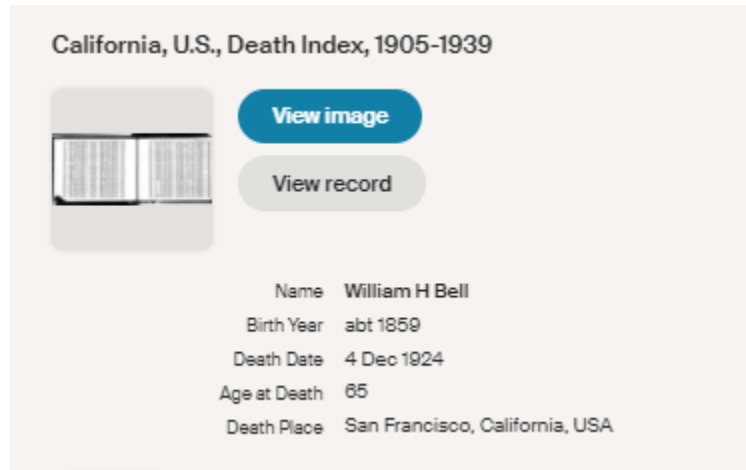 California, U.S., Death Index, 1905-1939
View image
View record
Name William H Bell
Birth Year abt 1859
Death Date 4 Dec 1924
Age at Death 65
Death Place San Francisco, California, USA